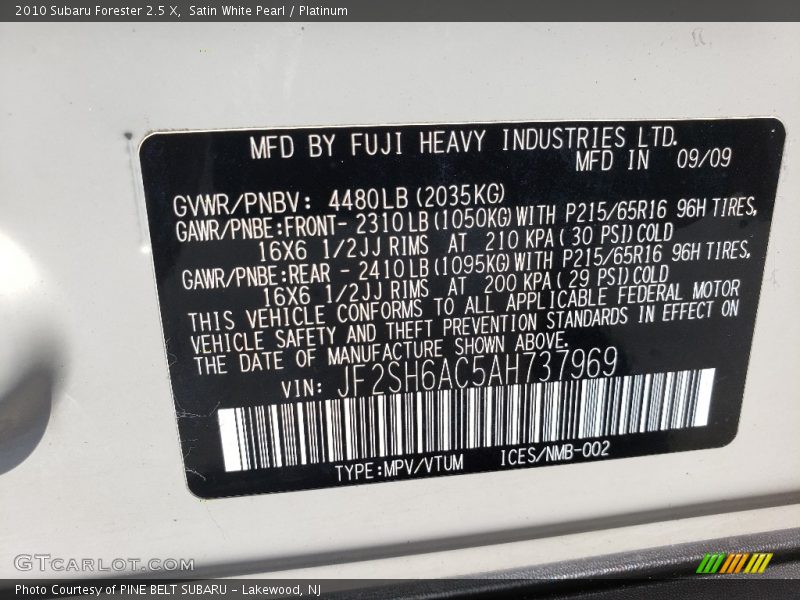 2010 Subaru Forester 2.5 X, Satin White Pearl / Platinum
MFD BY FUJI HEAVY INDUSTRIES LTD.
MFD IN 09/09
GVWR/PNBV: 4480LB (2035KG)
GAWR/PNBE:FRONT- 2310LB (1050KG) WITH P215/65R16 96H TIRES,
16X6 1/2JJ RIMS AT 210 KPA ( 30 PSI) COLD
GAWR/PNBE:REAR - 2410LB (1095KG) WITH P215/65R16 96H TIRES,
16X6 1/2JJ RIMS AT 200 KPA ( 29 PSI) COLD
THIS VEHICLE CONFORMS TO ALL APPLICABLE FEDERAL MOTOR
VEHICLE SAFETY AND THEFT PREVENTION STANDARDS IN EFFECT ON
THE DATE OF MANUFACTURE SHOWN ABOVE.
VIN: JF2SH6AC5AH737969
TYPE:MPV/VTUM ICES/NMB-002
GTCARLOT.COM
Photo Courtesy of PINE BELT SUBARU - Lakewood, NJ